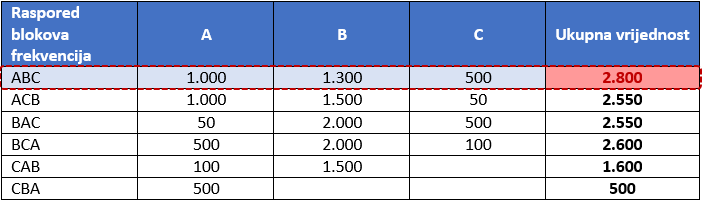 Raspored blokova frekvencija A B C Ukupna vrijednost
ABC 1.000 1.300 500 2.800
ACB 1.000 1.500 50 2.550
BAC 50 2.000 500 2.550
BCA 500 2.000 100 2.600
CAB 100 1.500 1.600
CBA 500 500